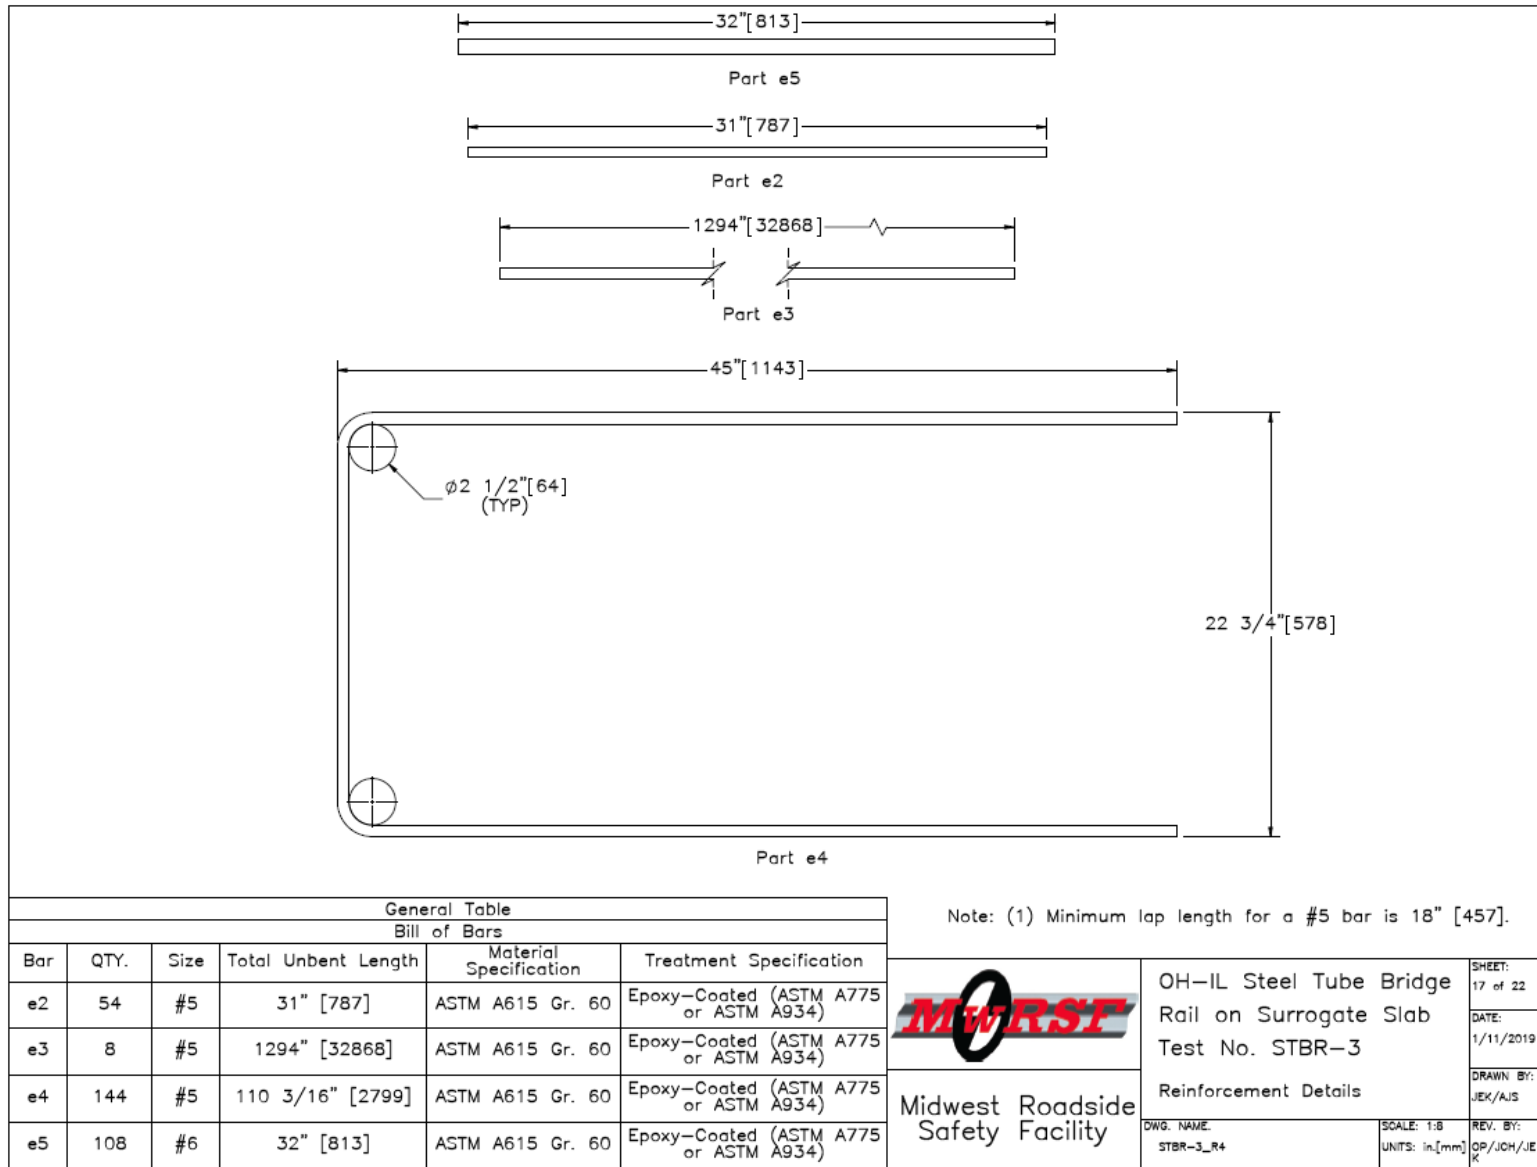 32"[813]
Part e5
31"[787]
Part e2
1294"[32868]
Part e3
45"[1143]
ø2 1/2"[64]
(TYP)
22 3/4"[578]
Part e4
General Table
Bill of Bars
Bar QTY. Size Total Unbent Length Material Specification Treatment Specification
e2 54 #5 31" [787] ASTM A615 Gr. 60 Epoxy-Coated (ASTM A775 or ASTM A934)
e3 8 #5 1294" [32868] ASTM A615 Gr. 60 Epoxy-Coated (ASTM A775 or ASTM A934)
e4 144 #5 110 3/16" [2799] ASTM A615 Gr. 60 Epoxy-Coated (ASTM A775 or ASTM A934)
e5 108 #6 32" [813] ASTM A615 Gr. 60 Epoxy-Coated (ASTM A775 or ASTM A934)
Note: (1) Minimum lap length for a #5 bar is 18" [457].
MwRSF
Midwest Roadside
Safety Facility
OH-IL Steel Tube Bridge
Rail on Surrogate Slab
Test No. STBR-3
Reinforcement Details
SHEET:
17 of 22
DATE:
1/11/2019
DRAWN BY:
JEK/AJS
DWG. NAME.
STBR-3_R4
SCALE: 1:8
UNITS: in.[mm]
REV. BY:
OP/JOH/JE
K